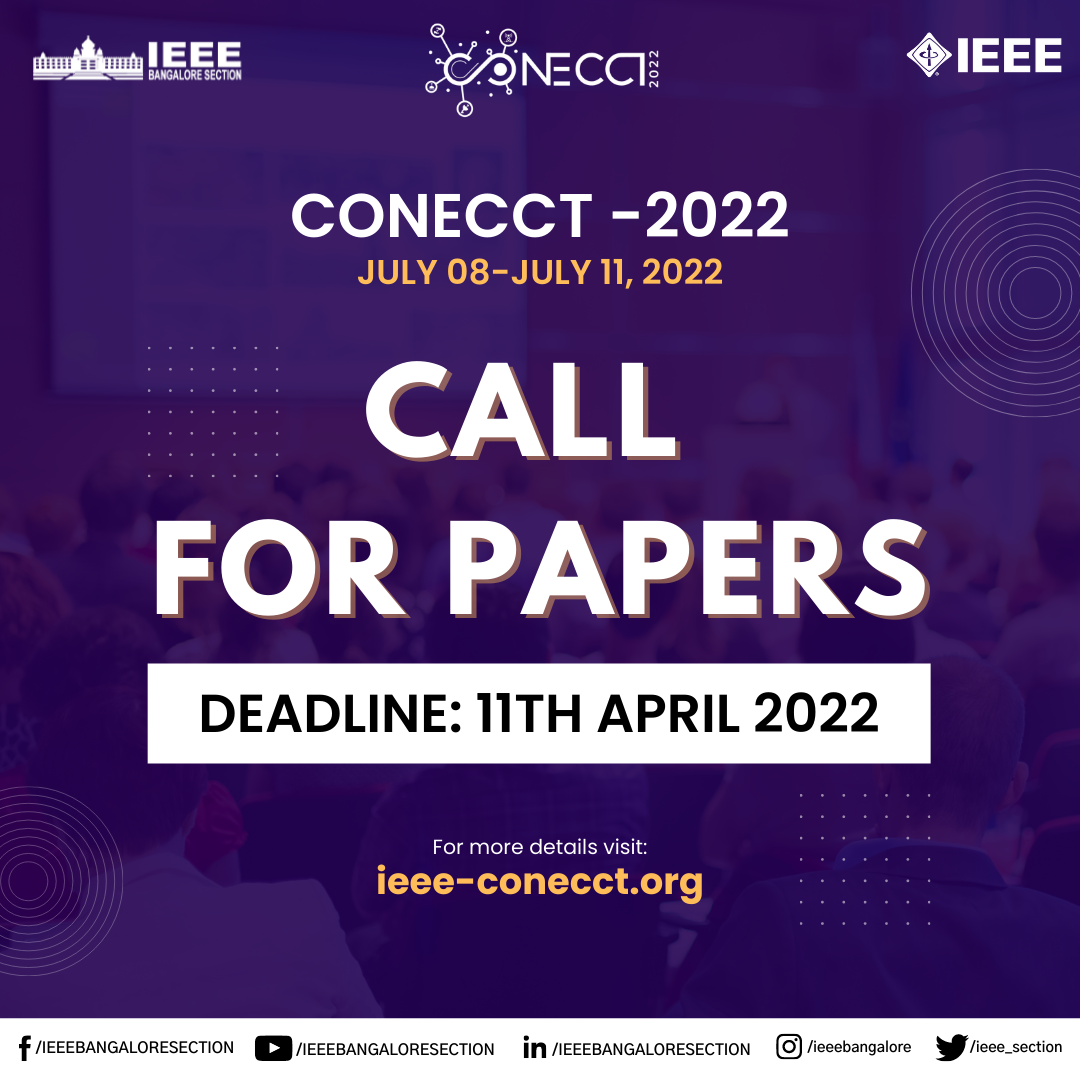 IEEE
BANGALORE SECTION
CONECCT 2022
IEEE
CONECCT -2022
JULY 08-JULY 11, 2022
CALL
FOR PAPERS
DEADLINE: 11TH APRIL 2022
For more details visit:
ieee-conecct.org
/IEEEBANGALORESECTION
/IEEEBANGALORESECTION
/IEEEBANGALORESECTION
/ieeebangalore
/ieee_section